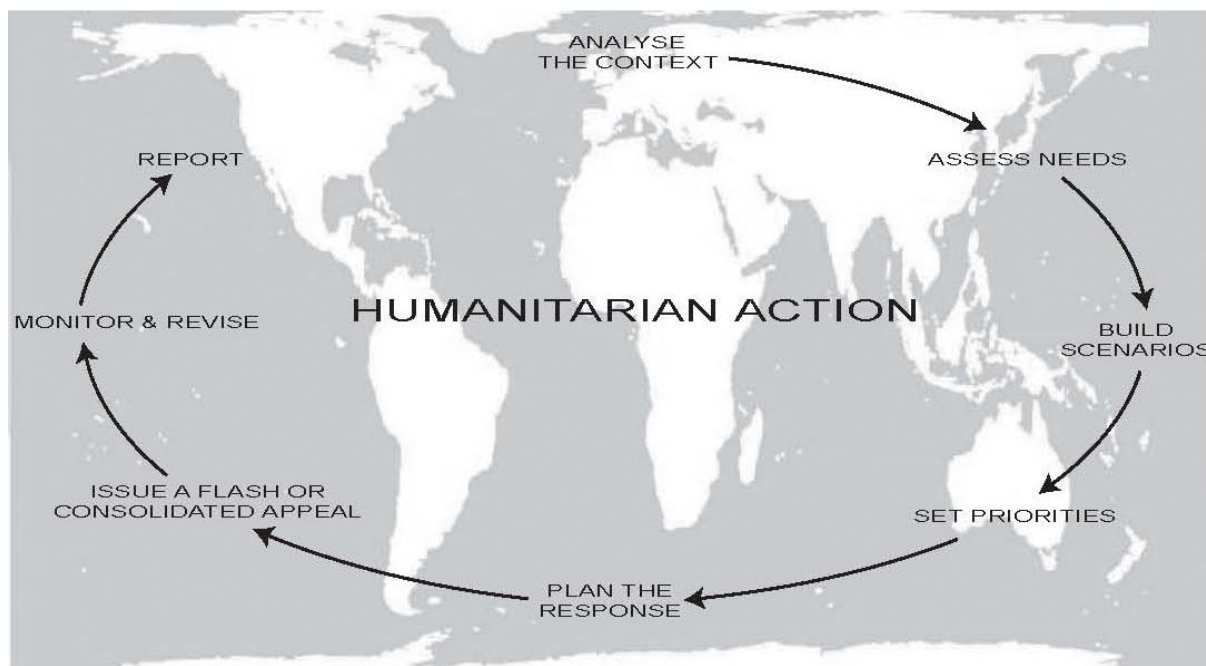 ANALYSE
THE CONTEXT
REPORT
ASSESS NEEDS
HUMANITARIAN ACTION
MONITOR & REVISE
BUILD
SCENARIOS
ISSUE A FLASH OR
CONSOLIDATED APPEAL
SET PRIORITIES
PLAN THE
RESPONSE